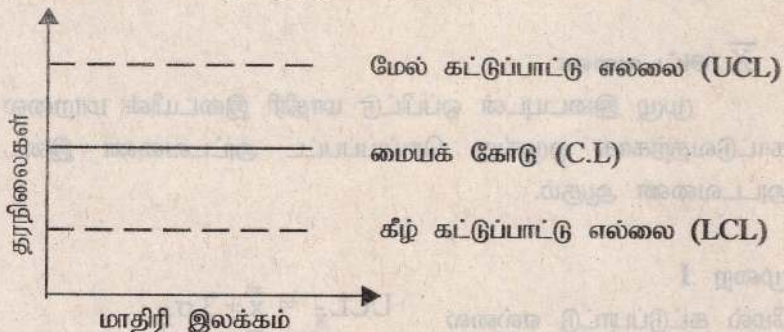 மேல் கட்டுப்பாட்டு எல்லை (UCL)
மையக் கோடு (C.L)
கீழ் கட்டுப்பாட்டு எல்லை (LCL)
தரநிலைகள்
மாதிரி இலக்கம்